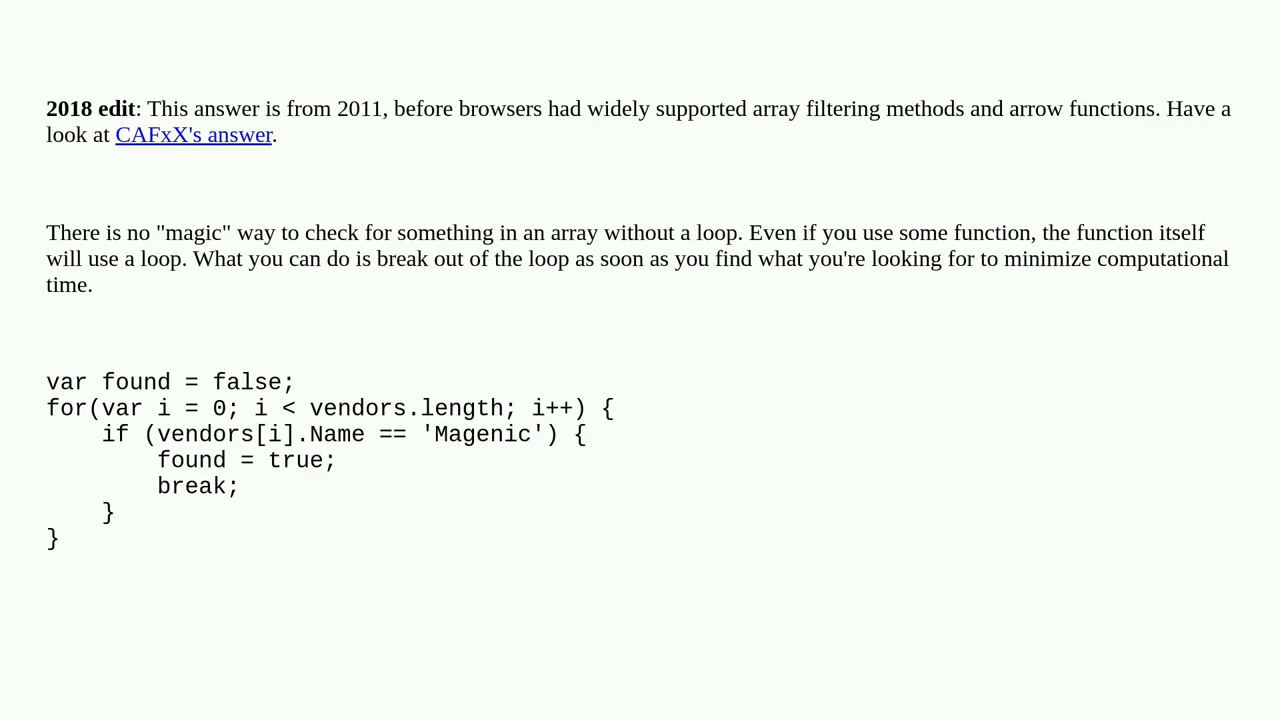 2018 edit: This answer is from 2011, before browsers had widely supported array filtering methods and arrow functions. Have a
look at CAFxX's answer.
There is no "magic" way to check for something in an array without a loop. Even if you use some function, the function itself
will use a loop. What you can do is break out of the loop as soon as you find what you're looking for to minimize computational
time.
var found = false;
for(var i = 0; i < vendors.length; i++) {
    if (vendors[i].Name == 'Magenic') {
        found = true;
        break;
    }
}